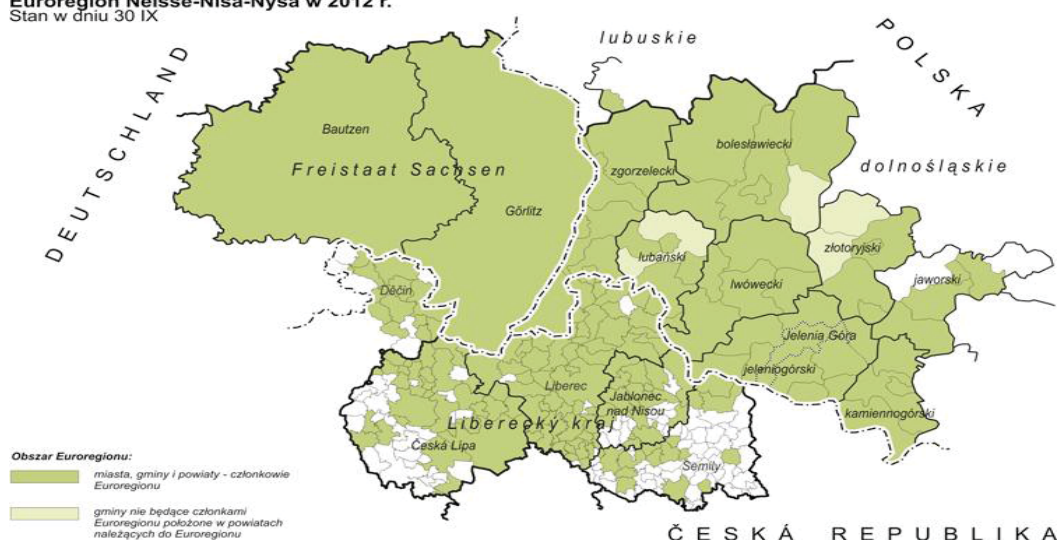 Euroregion Neisse-Nisa-Nysa w 2012 r.
Stan w dniu 30 IX
DEUTSCHLAND
lubuskie
POLSKA
Bautzen
Freistaat Sachsen
Görlitz
zgorzelecki
bolesławiecki
dolnośląskie
lubański
złotoryjski
lwówecki
jaworski
Děčín
Jelenia Góra
jeleniogórski
kamiennogórski
Liberec
Jablonec
nad Nisou
Liberecký kraj
Česká Lipa
Semily
Obszar Euroregionu:
miasta, gminy i powiaty - członkowie
Euroregionu
gminy nie będące członkami
Euroregionu położone w powiatach
należących do Euroregionu
ČESKÁ REPUBLIKA